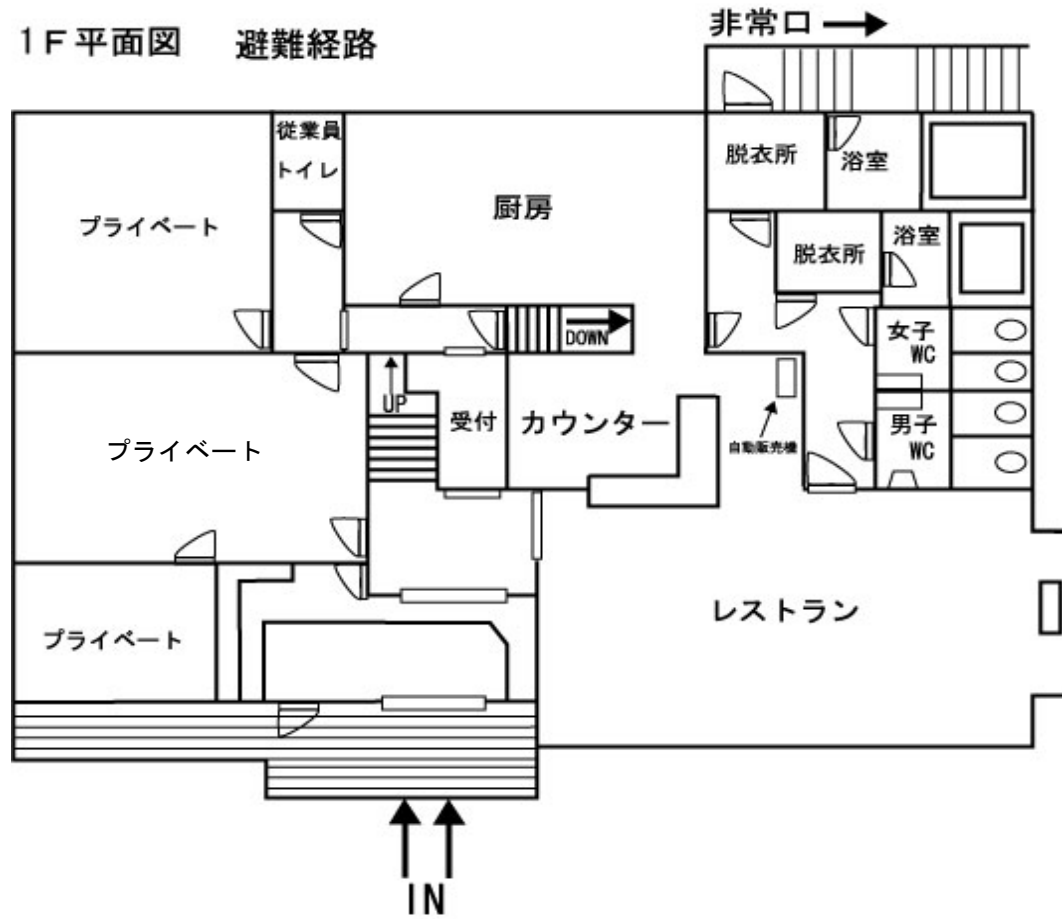 非常口
1F平面図 避難経路
従業員
トイレ
脱衣所
浴室
プライベート
厨房
浴室
脱衣所
DOWN
女子
WC
UP
受付
カウンター
自動販売機
男子
WC
プライベート
レストラン
プライベート
IN